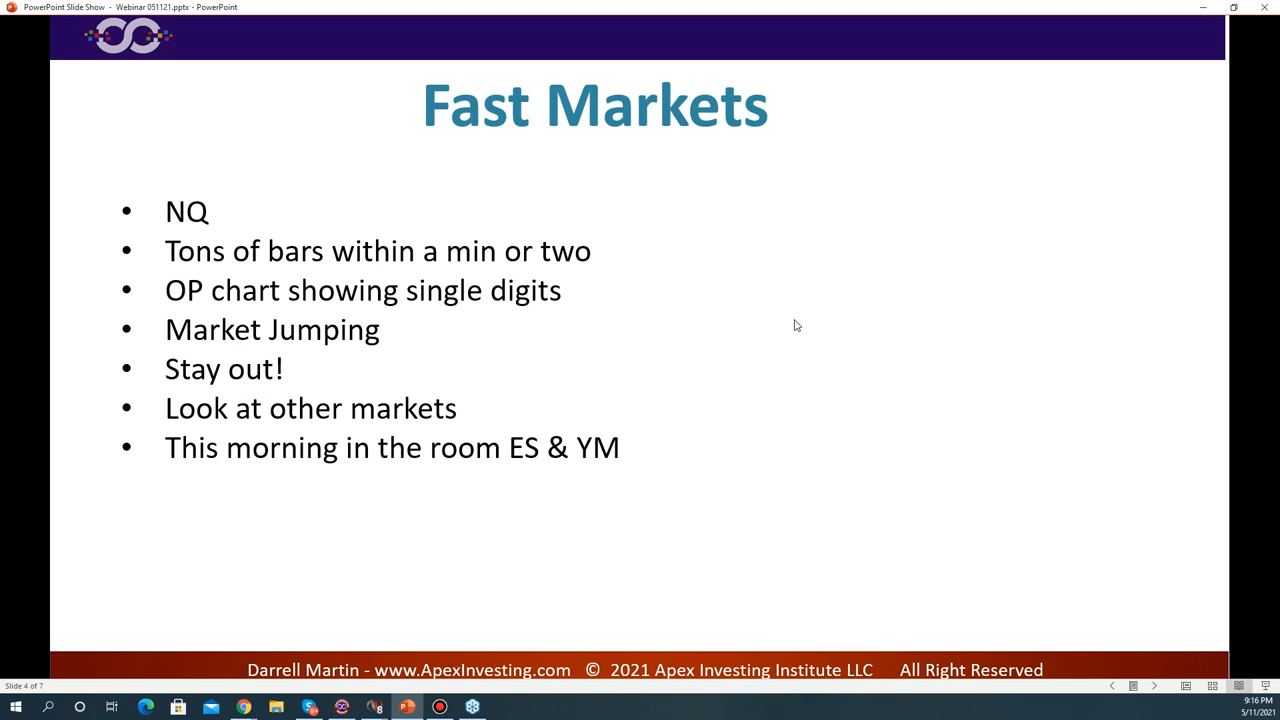 PowerPoint Slide Show - Webinar 051121.pptx - PowerPoint
Fast Markets
• NQ
• Tons of bars within a min or two
• OP chart showing single digits
• Market Jumping
• Stay out!
• Look at other markets
• This morning in the room ES & YM
Darrell Martin - www.ApexInvesting.com © 2021 Apex Investing Institute LLC All Right Reserved
Slide 4 of 7
9:16 PM
5/11/2021